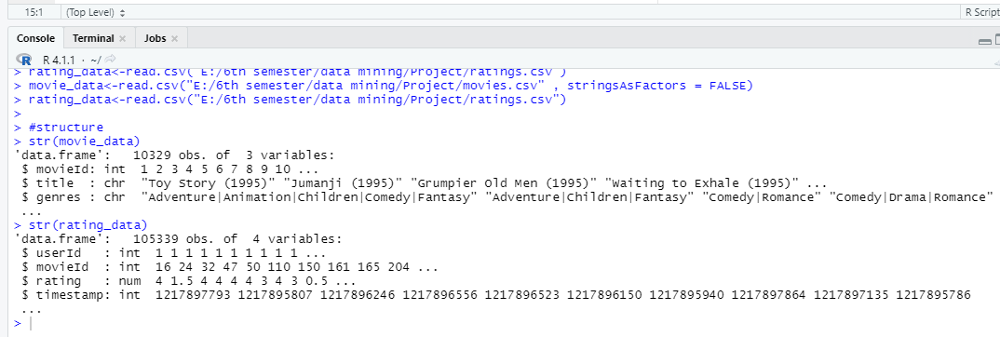 15:1 (Top Level) R Script
Console Terminal × Jobs ×
R 4.1.1 · ~/
> rating_data<-read.csv("E:/6th semester/data mining/Project/ratings.csv")
> movie_data<-read.csv("E:/6th semester/data mining/Project/movies.csv" , stringsAsFactors = FALSE)
> rating_data<-read.csv("E:/6th semester/data mining/Project/ratings.csv")
>
> #structure
> str(movie_data)
'data.frame':   10329 obs. of  3 variables:
 $ movieId: int  1 2 3 4 5 6 7 8 9 10 ...
 $ title  : chr  "Toy Story (1995)" "Jumanji (1995)" "Grumpier Old Men (1995)" "Waiting to Exhale (1995)" ...
 $ genres : chr  "Adventure|Animation|Children|Comedy|Fantasy" "Adventure|Children|Fantasy" "Comedy|Romance" "Comedy|Drama|Romance"
 ...
> str(rating_data)
'data.frame':   105339 obs. of  4 variables:
 $ userId   : int  1 1 1 1 1 1 1 1 1 1 ...
 $ movieId  : int  16 24 32 47 50 110 150 161 165 204 ...
 $ rating   : num  4 1.5 4 4 4 4 3 4 3 0.5 ...
 $ timestamp: int  1217897793 1217895807 1217896246 1217896556 1217896523 1217896150 1217895940 1217897864 1217897135 1217895786
 ...
>